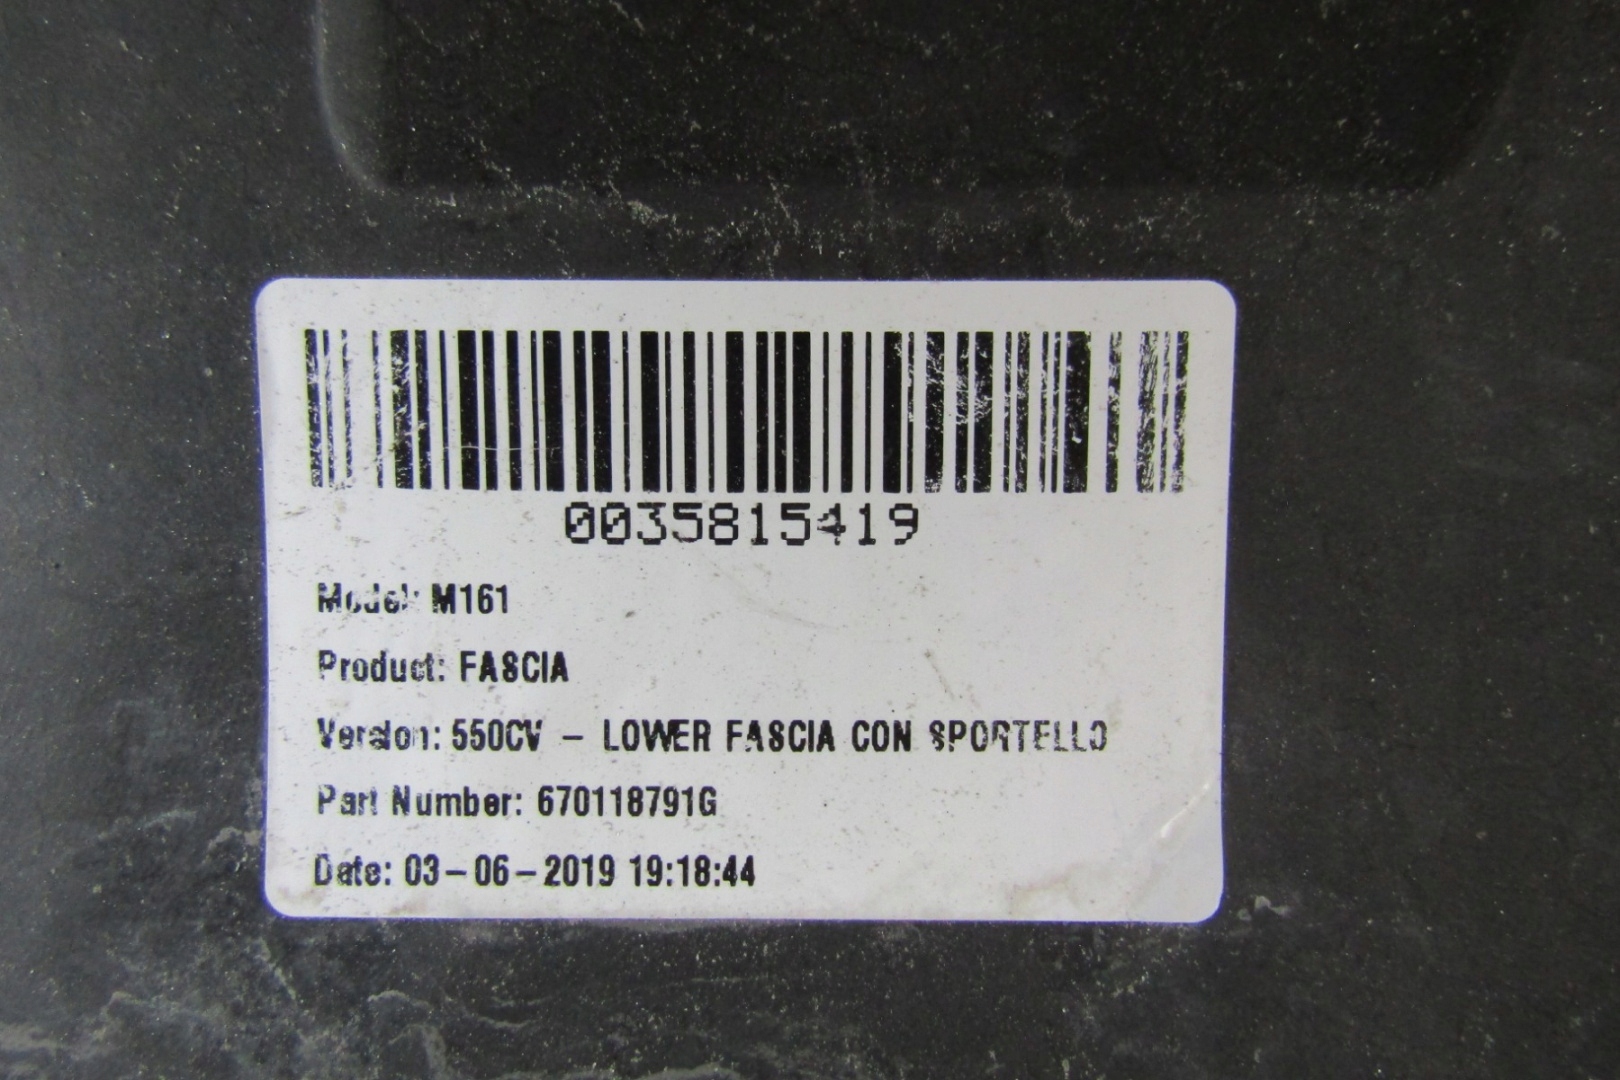 0035815419
Model: M161
Product: FASCIA
Version: 550CV - LOWER FASCIA CON SPORTELLO
Part Number: 670118791G
Date: 03-06-2019 19:18:44